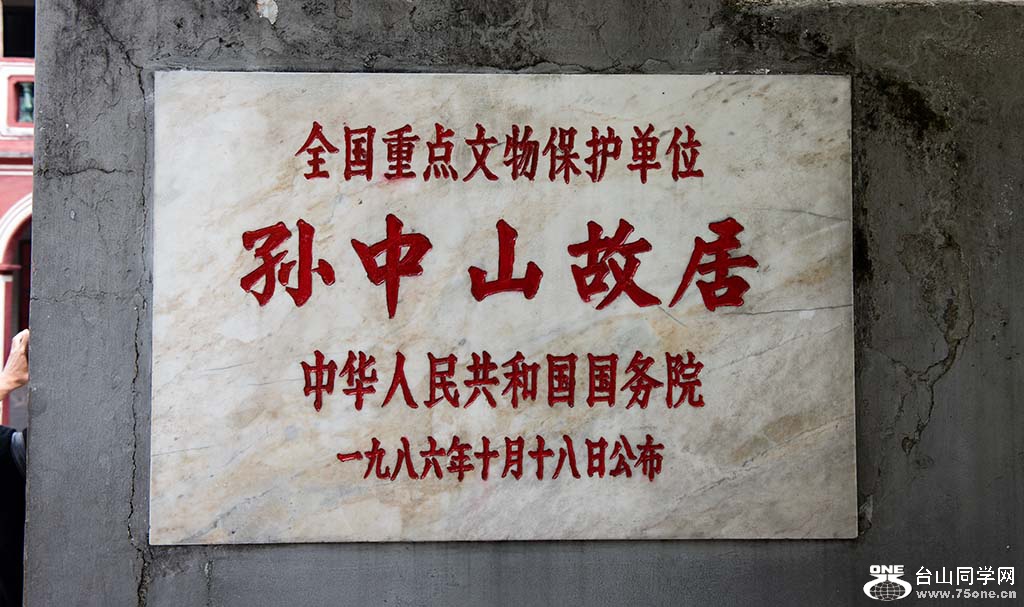 全国重点文物保护单位
孙中山故居
中华人民共和国国务院
一九八六年十月十八日公布
ONE 台山同学网
www.75one.cn